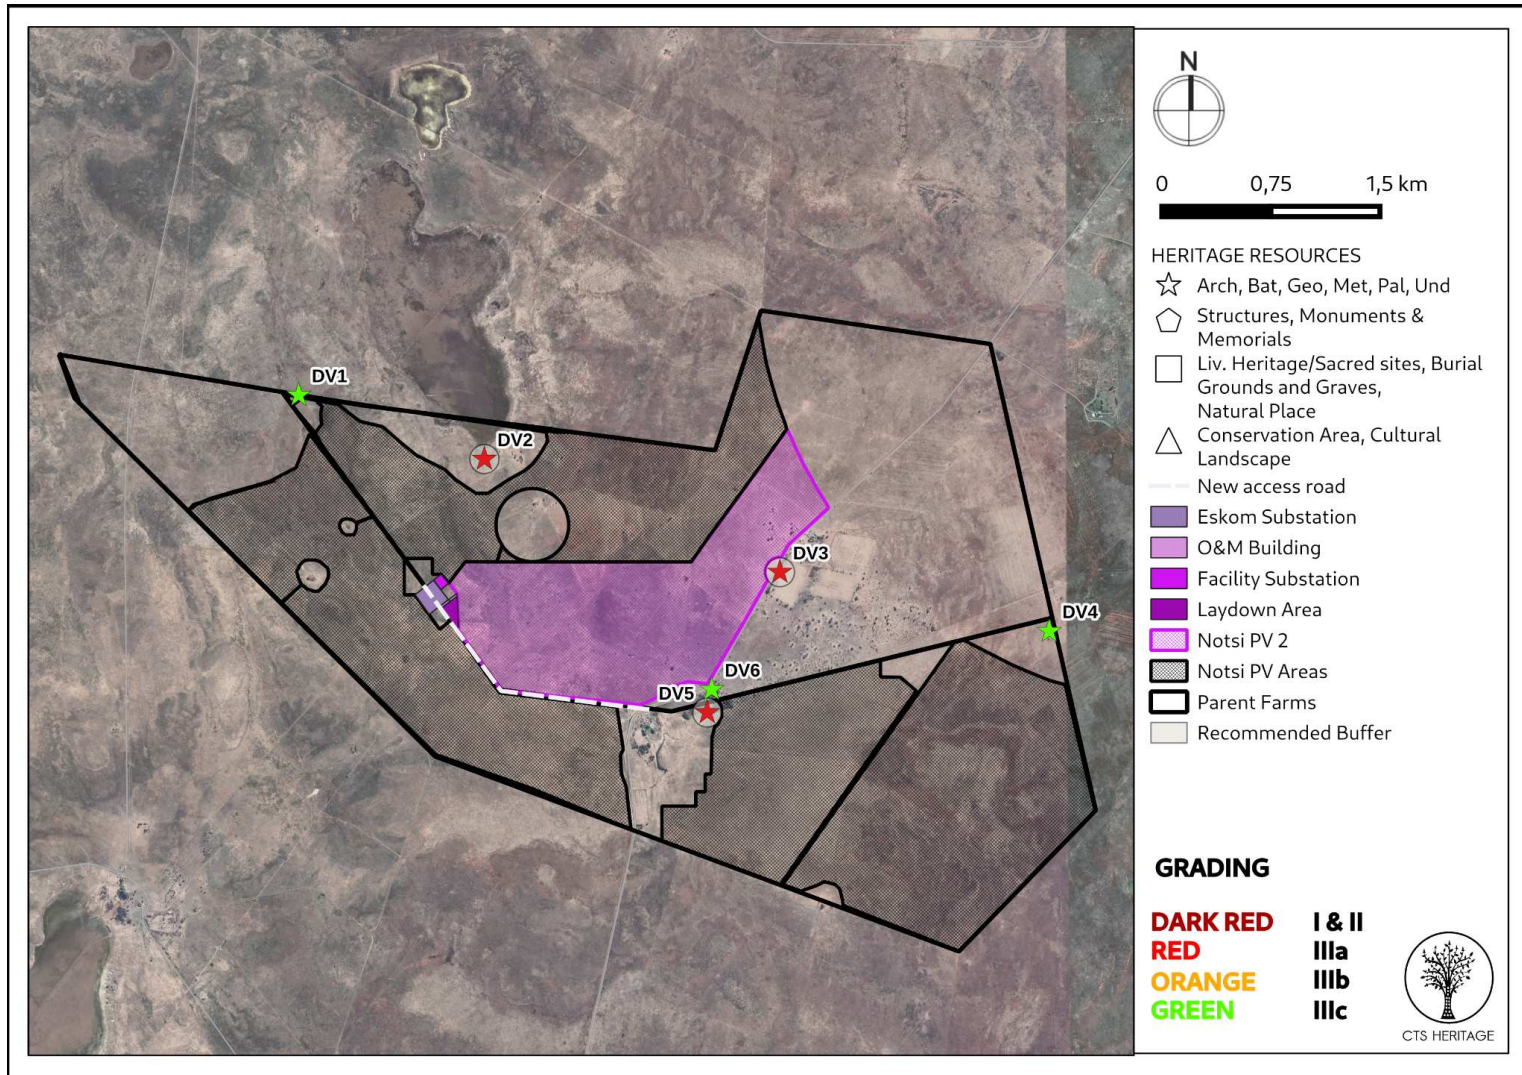 DV1
DV2
DV3
DV4
DV6
DV5
N
0 0,75 1,5 km
HERITAGE RESOURCES
Arch, Bat, Geo, Met, Pal, Und
Structures, Monuments &
Memorials
Liv. Heritage/Sacred sites, Burial
Grounds and Graves,
Natural Place
Conservation Area, Cultural
Landscape
New access road
Eskom Substation
O&M Building
Facility Substation
Laydown Area
Notsi PV 2
Notsi PV Areas
Parent Farms
Recommended Buffer
GRADING
DARK RED I & II
RED IIIa
ORANGE IIIb
GREEN IIIc
CTS HERITAGE